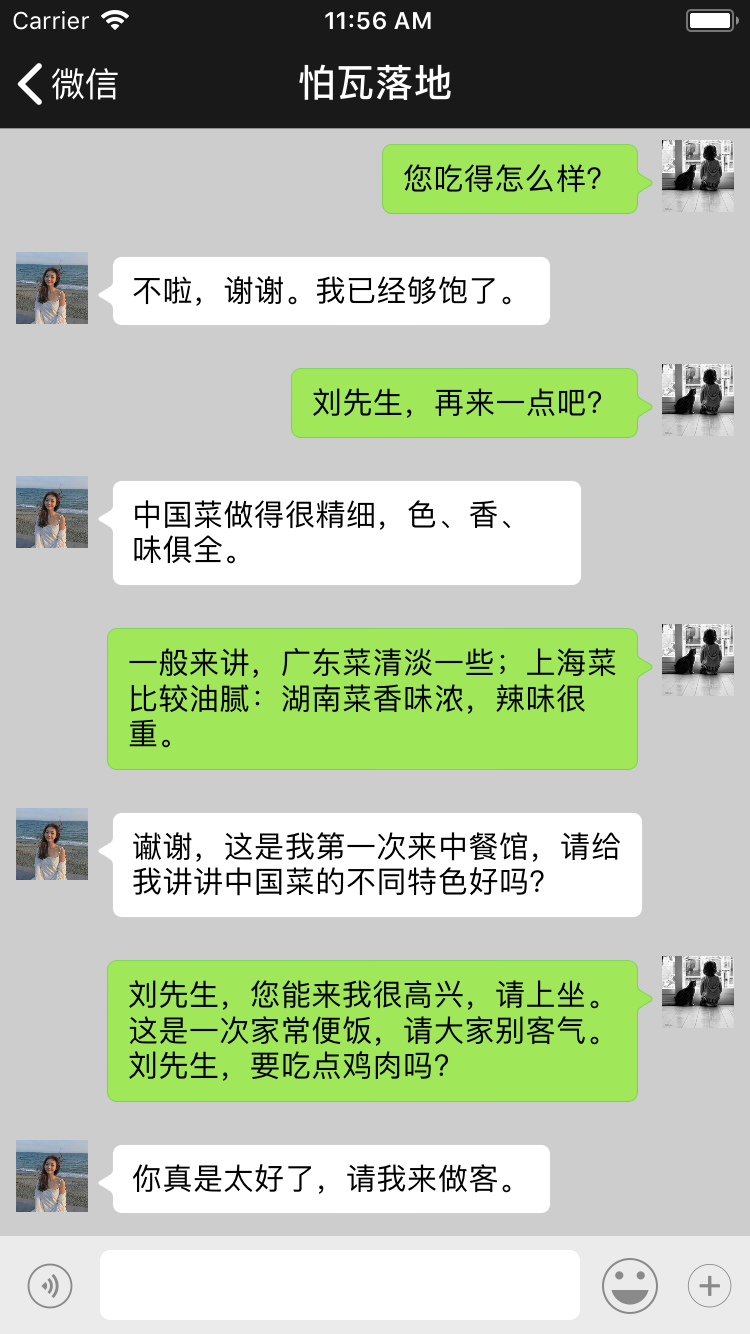 Carrier
11:56 AM
微信
怕瓦落地
您吃得怎么样?
不啦，谢谢。我已经够饱了。
刘先生，再来一点吧?
中国菜做得很精细，色、香、
味俱全。
一般来讲，广东菜清淡一些；上海菜
比较油腻：湖南菜香味浓，辣味很
重。
谳谢，这是我第一次来中餐馆，请给
我讲讲中国菜的不同特色好吗?
刘先生，您能来我很高兴，请上坐。
这是一次家常便饭，请大家别客气。
刘先生，要吃点鸡肉吗?
你真是太好了，请我来做客。